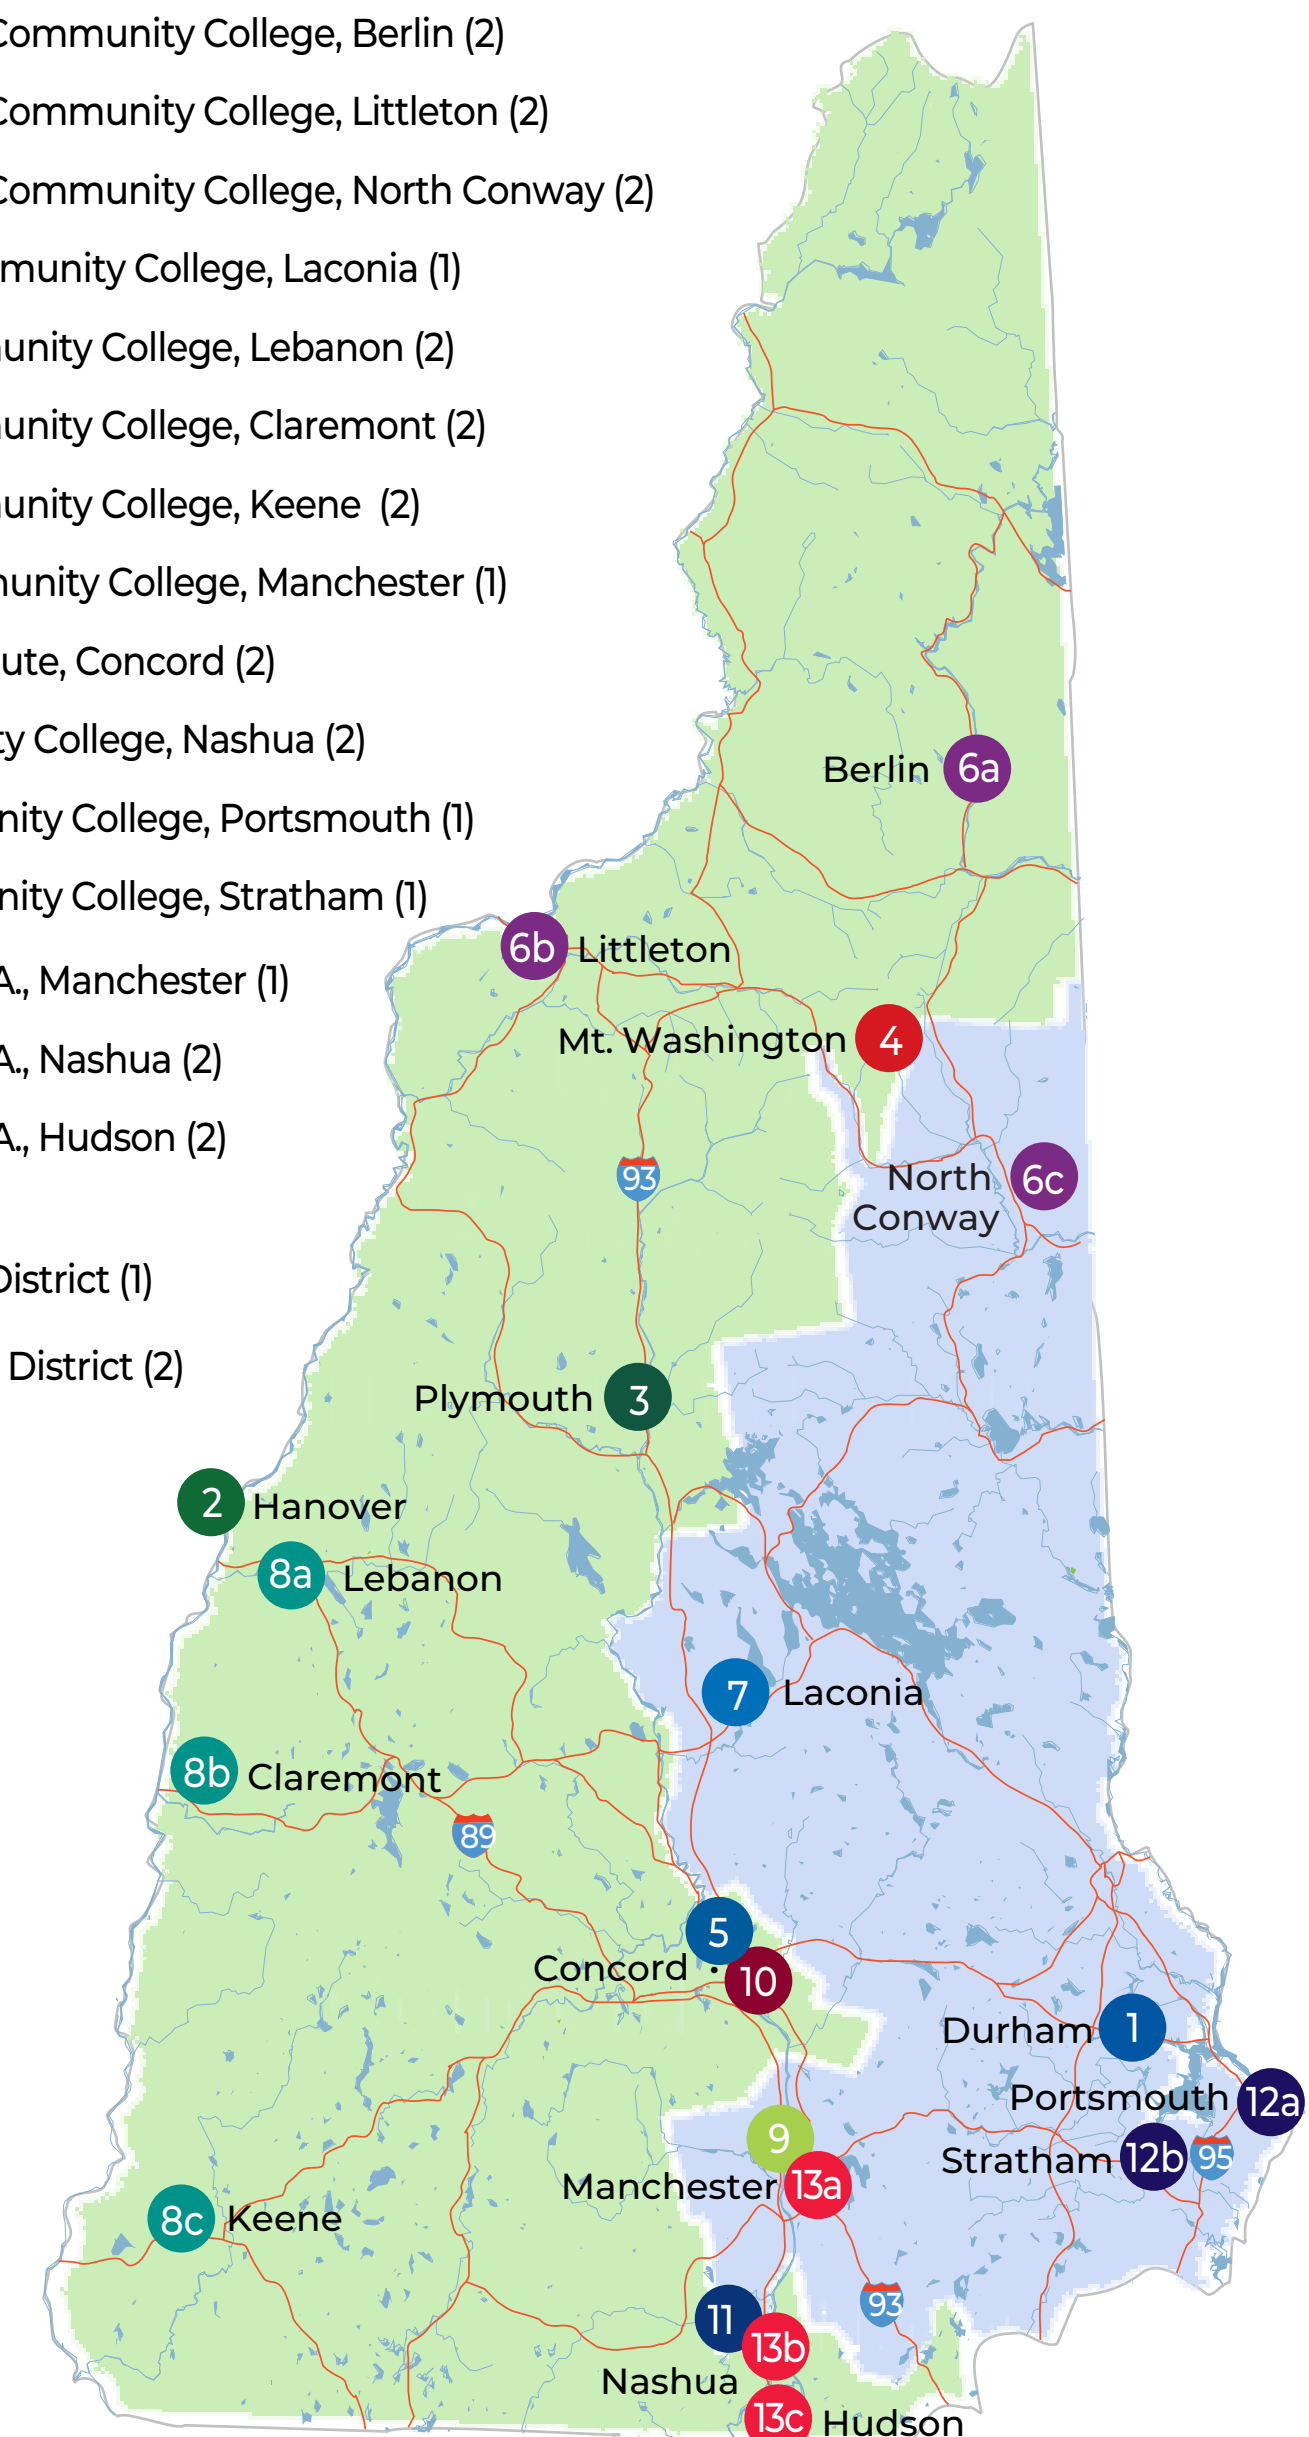 Community College, Berlin (2)
Community College, Littleton (2)
Community College, North Conway (2)
munity College, Laconia (1)
unity College, Lebanon (2)
unity College, Claremont (2)
unity College, Keene (2)
unity College, Manchester (1)
ute, Concord (2)
ty College, Nashua (2)
nity College, Portsmouth (1)
nity College, Stratham (1)
A., Manchester (1)
A., Nashua (2)
A., Hudson (2)
District (1)
District (2)
Berlin 6a
6b Littleton
Mt. Washington 4
93
North
Conway
6c
Plymouth 3
2 Hanover
8a Lebanon
7 Laconia
8b Claremont
89
5
Concord
10
Durham 1
Portsmouth 12a
9
Stratham 12b 95
Manchester 13a
8c Keene
93
11
13b
Nashua
13c Hudson